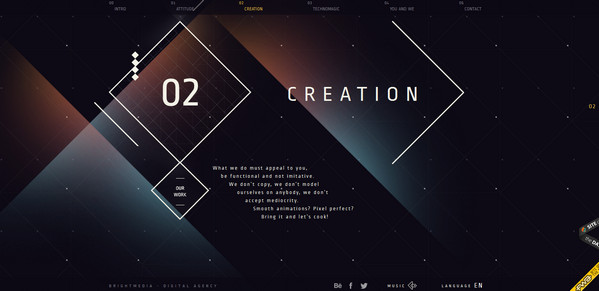 00 01 02 03 04 05
INTRO ATTITUDE CREATION TECHNOMAGIC YOU AND WE CONTACT
02
CREATION
02
What we do must appeal to you,
be functional and not imitative.
We don't copy, we don't model
ourselves on anybody, we don't
accept mediocrity.
Smooth animations? Pixel perfect?
Bring it and let's cook!
OUR
WORK
SITE
DA
BRIGHTMEDIA · DIGITAL AGENCY
Bē
MUSIC
LANGUAGE EN